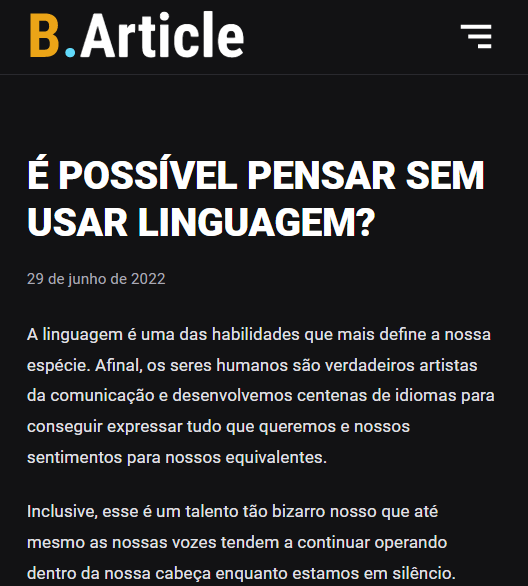 B.Article
É POSSÍVEL PENSAR SEM
USAR LINGUAGEM?
29 de junho de 2022
A linguagem é uma das habilidades que mais define a nossa
espécie. Afinal, os seres humanos são verdadeiros artistas
da comunicação e desenvolvemos centenas de idiomas para
conseguir expressar tudo que queremos e nossos
sentimentos para nossos equivalentes.
Inclusive, esse é um talento tão bizarro nosso que até
mesmo as nossas vozes tendem a continuar operando
dentro da nossa cabeça enquanto estamos em silêncio.